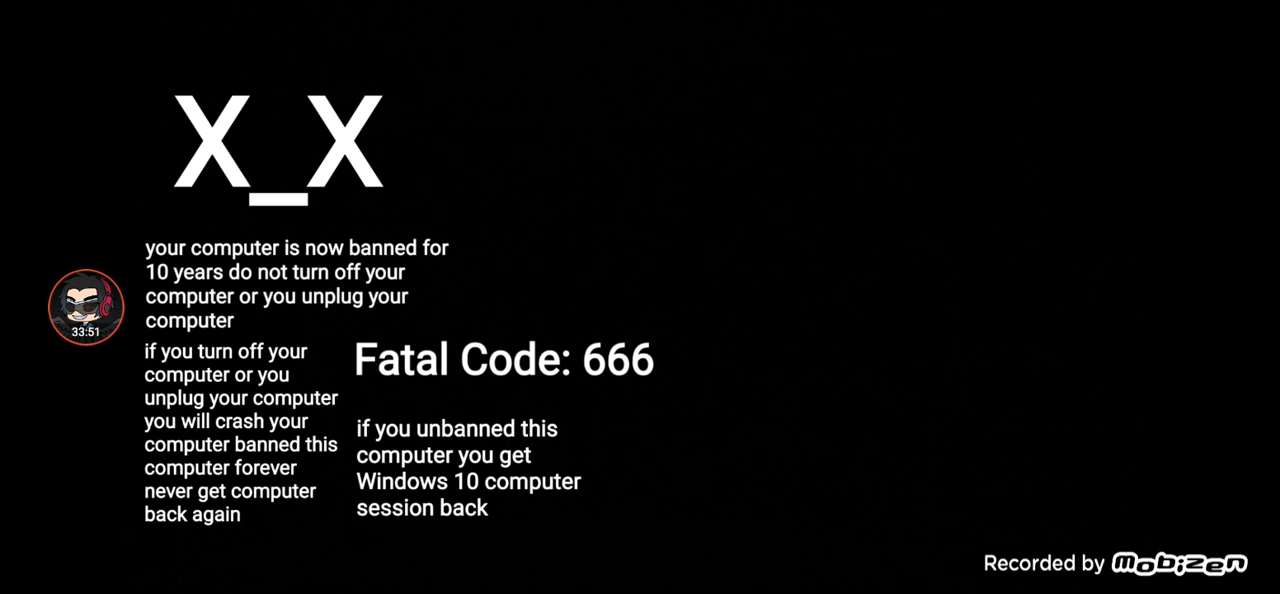 X_X
your computer is now banned for
10 years do not turn off your
computer or you unplug your
computer
33:51
if you turn off your
computer or you
unplug your computer
you will crash your
computer banned this
computer forever
never get computer
back again
Fatal Code: 666
if you unbanned this
computer you get
Windows 10 computer
session back
Recorded by Mobizen